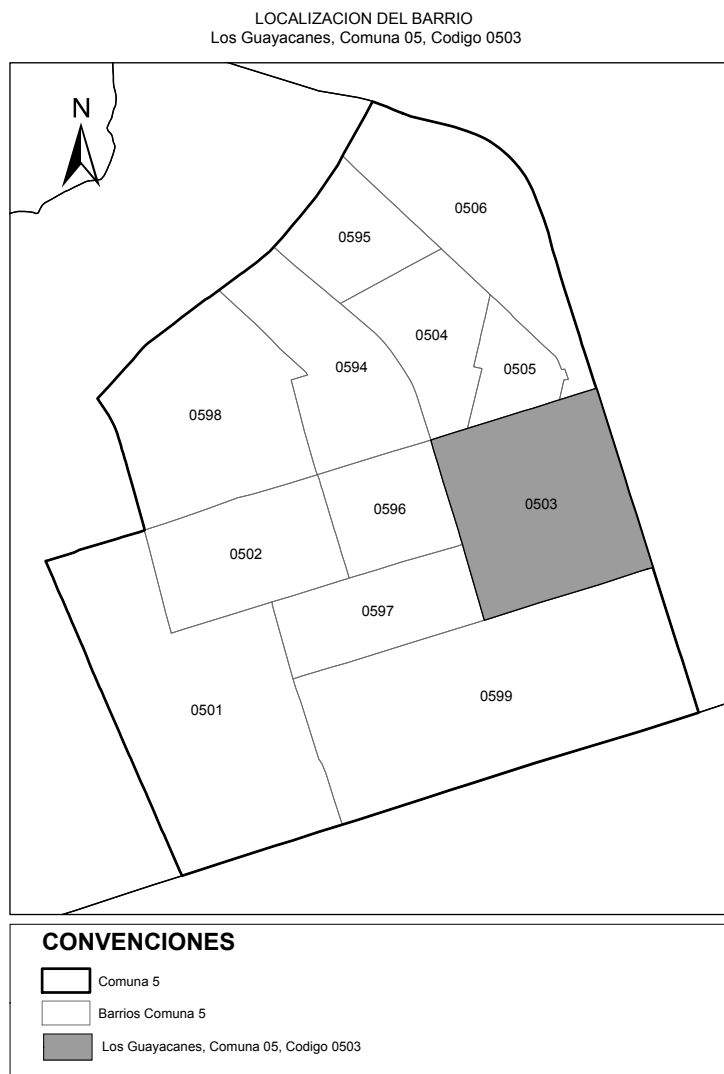 LOCALIZACION DEL BARRIO
Los Guayacanes, Comuna 05, Codigo 0503
N
0506
0595
0504
0594
0505
0598
0503
0596
0502
0597
0599
0501
CONVENCIONES
Comuna 5
Barrios Comuna 5
Los Guayacanes, Comuna 05, Codigo 0503